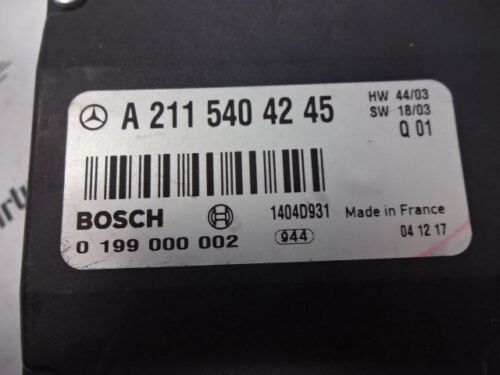 A 211 540 42 45
HW 44/03
SW 18/03
Q 01
BOSCH
1404D931
Made in France
0 199 000 002
944
04 12 17